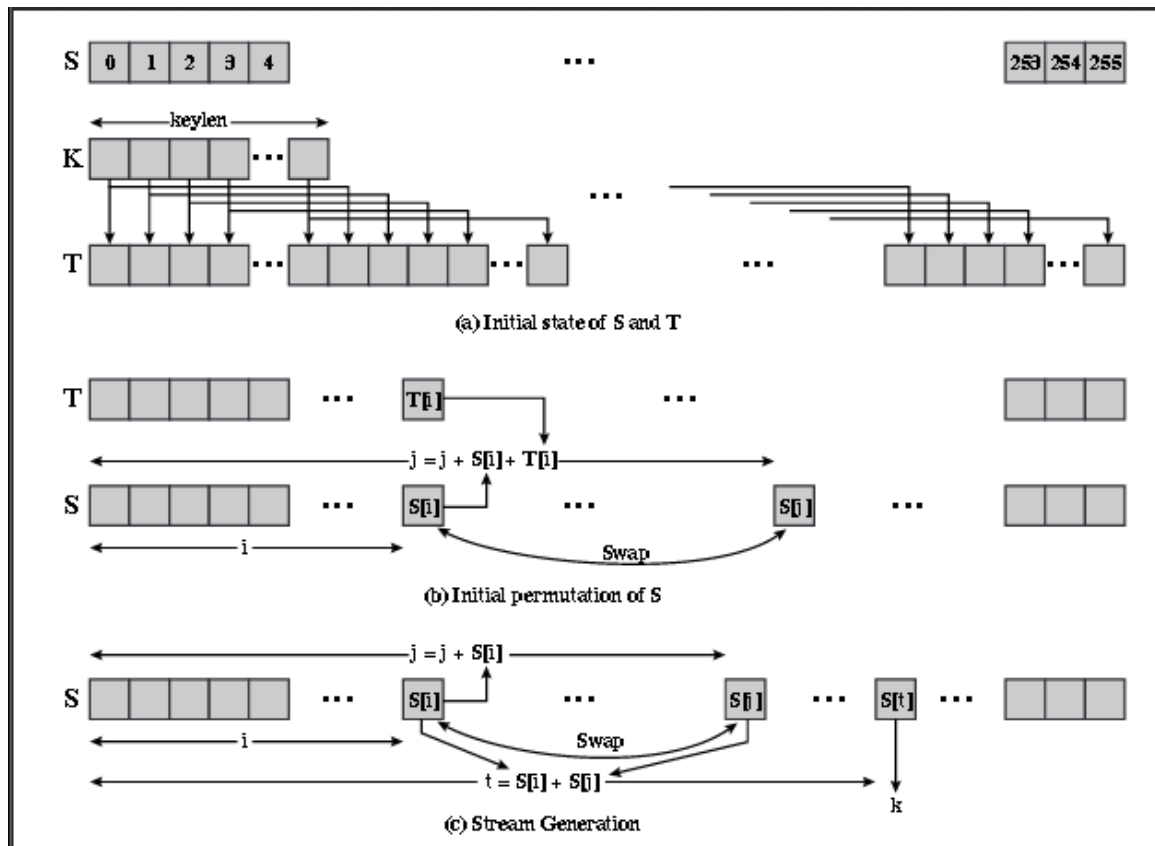 S 0 1 2 3 4 ... 253 254 255
keylen
K ...
...
T ... ... ...
(a) Initial state of S and T
T ... T[i] ...
j = j + S[i] + T[i]
S ... S[i] ... S[j] ...
i
Swap
(b) Initial permutation of S
j = j + S[i]
S ... S[i] ... S[j] ... S[t] ...
i
Swap
t = S[i] + S[j]
k
(c) Stream Generation